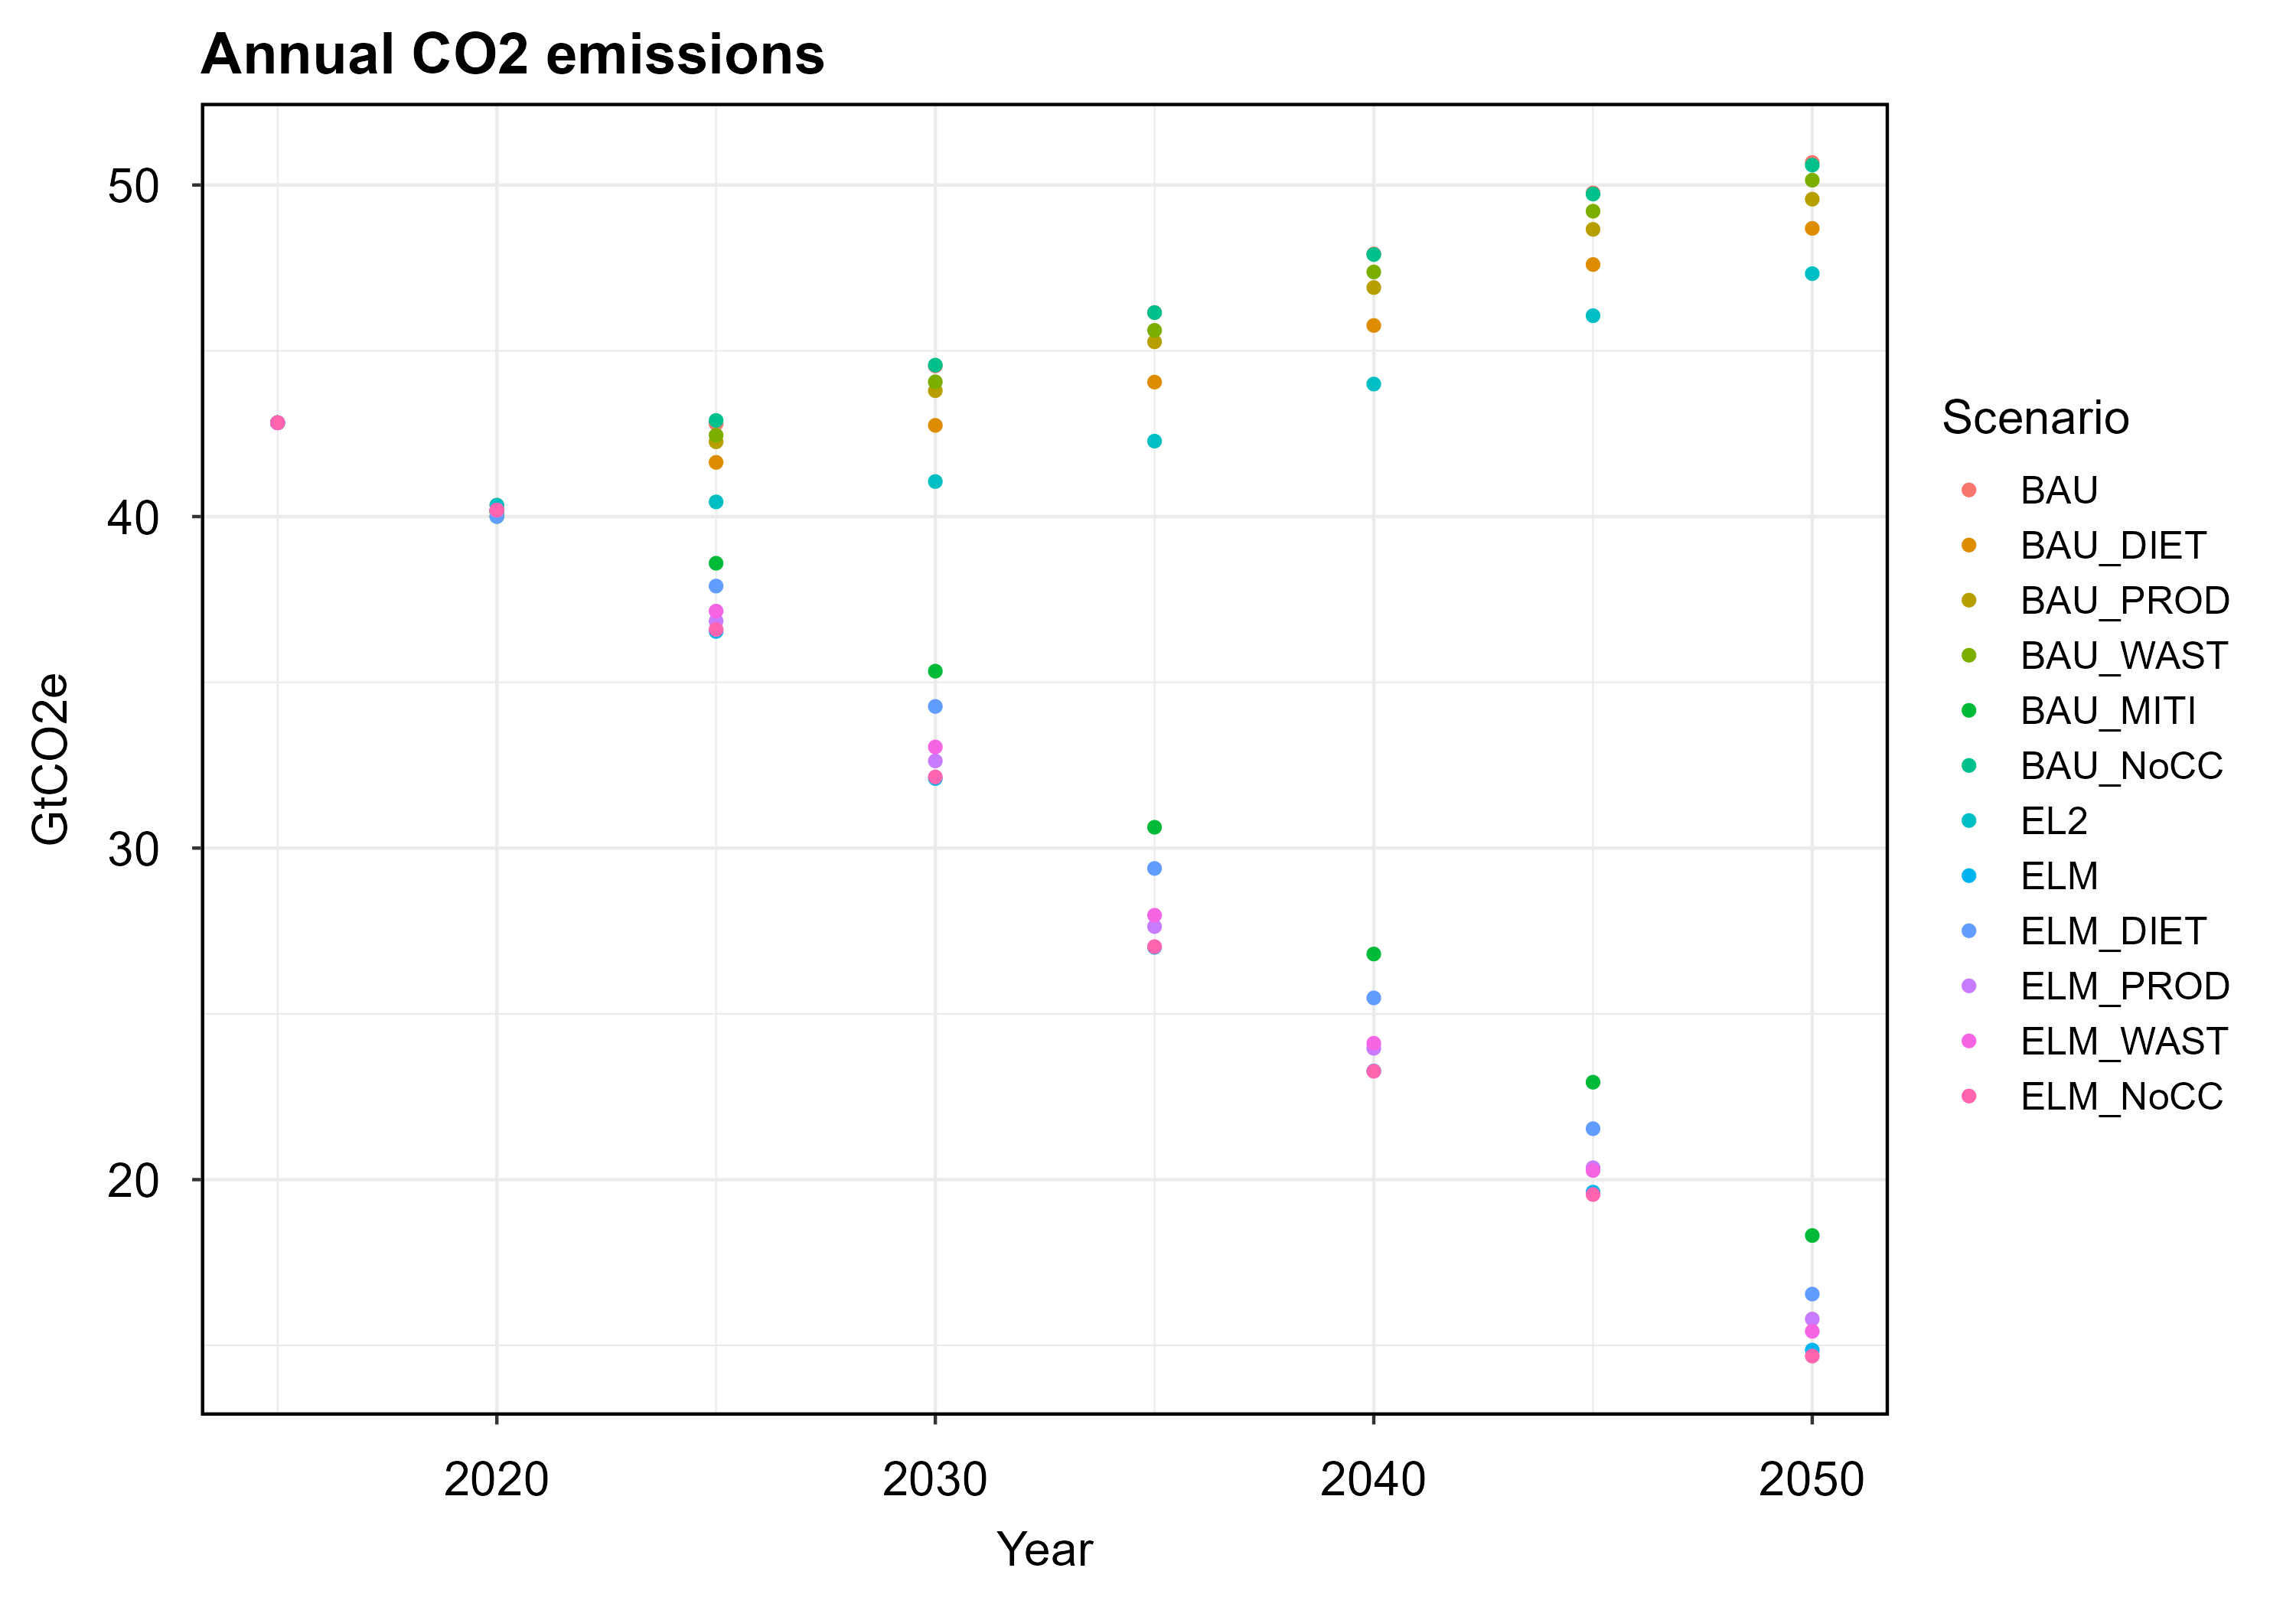 Annual CO2 emissions
50
40
30
20
GtCO2e
2020
2030
2040
2050
Year
Scenario
BAU
BAU_DIET
BAU_PROD
BAU_WAST
BAU_MITI
BAU_NoCC
EL2
ELM
ELM_DIET
ELM_PROD
ELM_WAST
ELM_NoCC